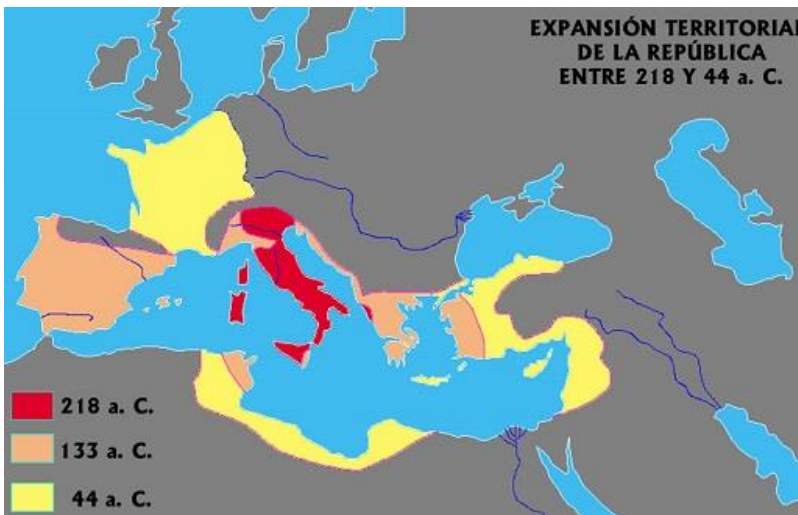 EXPANSIÓN TERRITORIAL
DE LA REPÚBLICA
ENTRE 218 Y 44 a. C.
218 a. C.
133 a. C.
44 a. C.